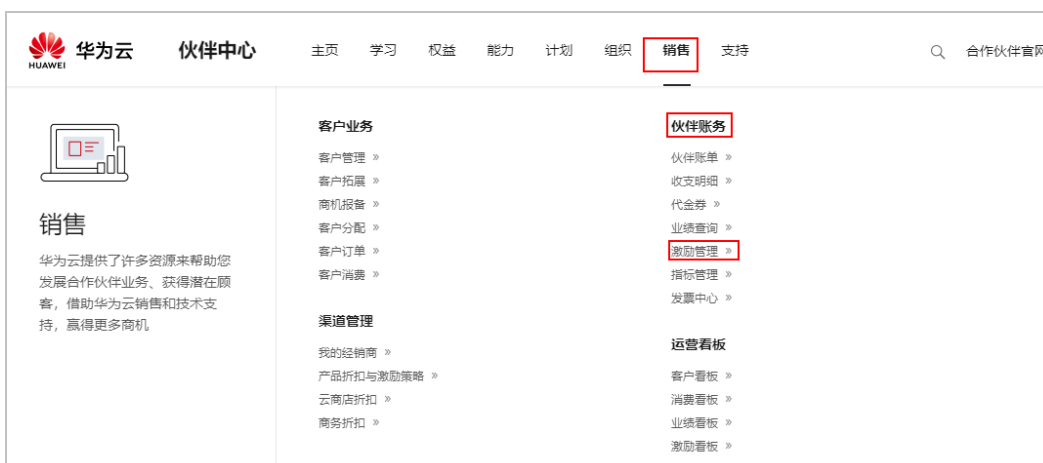 HUAWEI
华为云
伙伴中心
主页 学习 权益 能力 计划 组织 销售 支持
合作伙伴官网
销售
华为云提供了许多资源来帮助您
发展合作伙伴业务、获得潜在顾
客，借助华为云销售和技术支
持，赢得更多商机
客户业务
客户管理 »
客户拓展 »
商机报备 »
客户分配 »
客户订单 »
客户消费 »
渠道管理
我的经销商 »
产品折扣与激励策略 »
云商店折扣 »
商务折扣 »
伙伴账务
伙伴账单 »
收支明细 »
代金券 »
业绩查询 »
激励管理 »
指标管理 »
发票中心 »
运营看板
客户看板 »
消费看板 »
业绩看板 »
激励看板 »